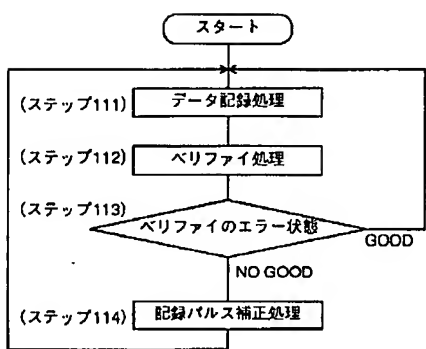 スタート
(ステップ111)
データ記録処理
(ステップ112)
ベリファイ処理
(ステップ113)
ベリファイのエラー状態
GOOD
NO GOOD
(ステップ114)
記録パルス補正処理